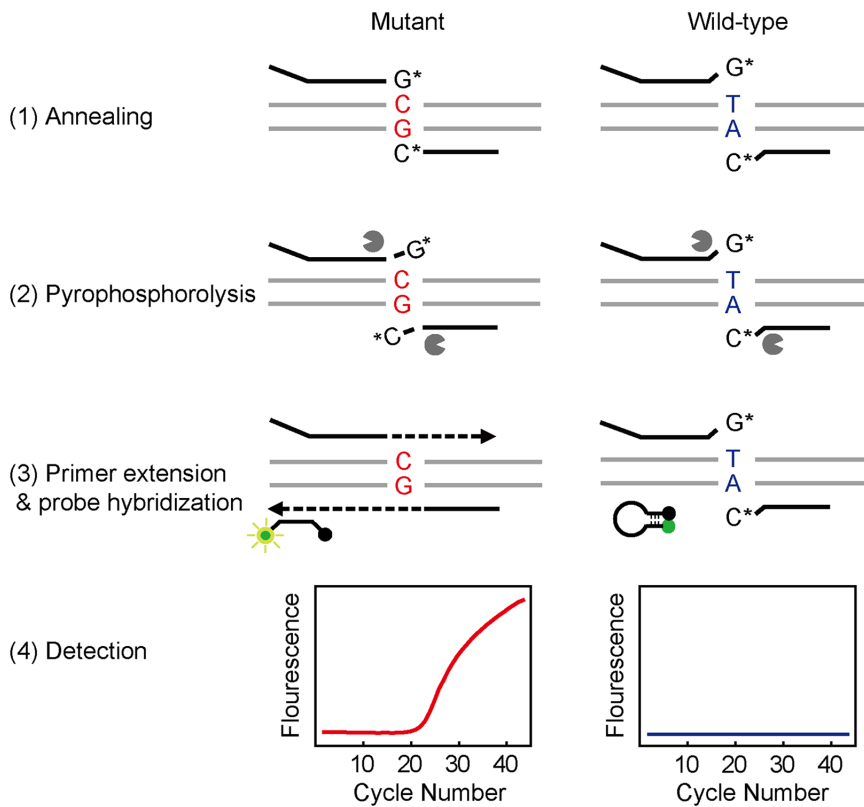 Mutant Wild-type
G* G*
(1) Annealing
C T
G A
C* C*
G* G*
(2) Pyrophosphorolysis
C T
G A
*C C*
G*
(3) Primer extension
& probe hybridization
C T
G A
C*
(4) Detection
Flourescence
10 20 30 40
Cycle Number
Flourescence
10 20 30 40
Cycle Number